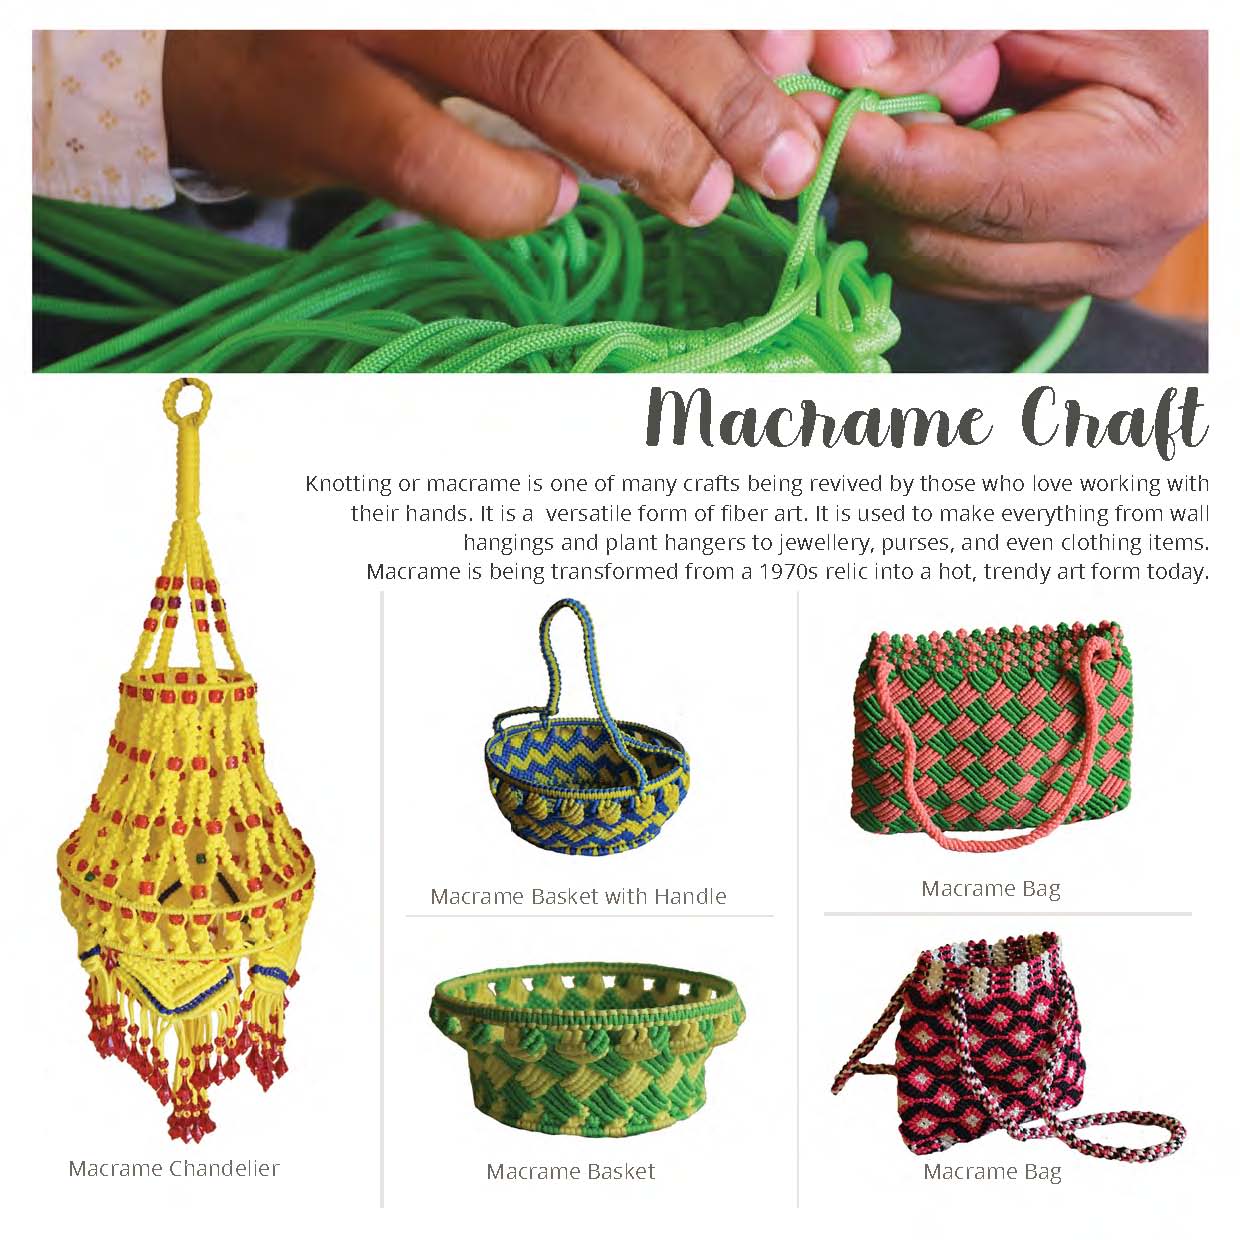 Macrame Craft
Knotting or macrame is one of many crafts being revived by those who love working with
their hands. It is a  versatile form of fiber art. It is used to make everything from wall
hangings and plant hangers to jewellery, purses, and even clothing items.
Macrame is being transformed from a 1970s relic into a hot, trendy art form today.
Macrame Basket with Handle
Macrame Bag
Macrame Chandelier
Macrame Basket
Macrame Bag